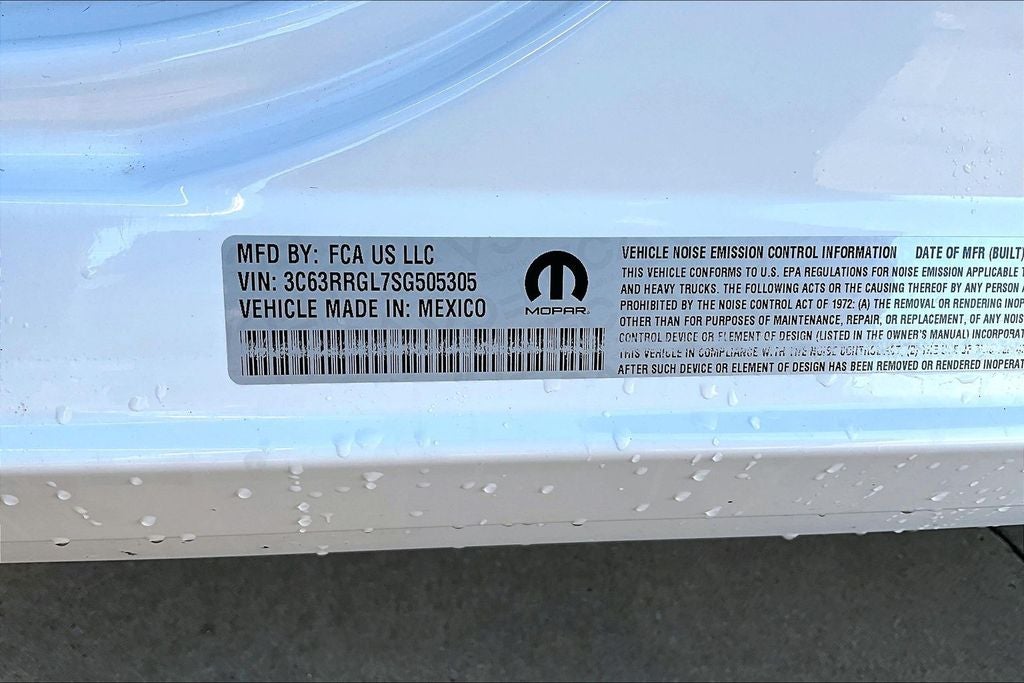 MFD BY: FCA US LLC
VIN: 3C63RRGL7SG505305
VEHICLE MADE IN: MEXICO
MOPAR
VEHICLE NOISE EMISSION CONTROL INFORMATION DATE OF MFR (BUILT)
THIS VEHICLE CONFORMS TO U.S. EPA REGULATIONS FOR NOISE EMISSION APPLICABLE
AND HEAVY TRUCKS. THE FOLLOWING ACTS OR THE CAUSING THEREOF BY ANY PERSON
PROHIBITED BY THE NOISE CONTROL ACT OF 1972: (A) THE REMOVAL OR RENDERING
OTHER THAN FOR PURPOSES OF MAINTENANCE, REPAIR, OR REPLACEMENT, OF ANY
CONTROL DEVICE OR ELEMENT OF DESIGN (LISTED IN THE OWNER'S MANUAL)
THIS VEHICLE IN COMPLIANCE WITH THE NOISE CONTROL
AFTER SUCH DEVICE OR ELEMENT OF DESIGN HAS BEEN REMOVED OR RENDERED